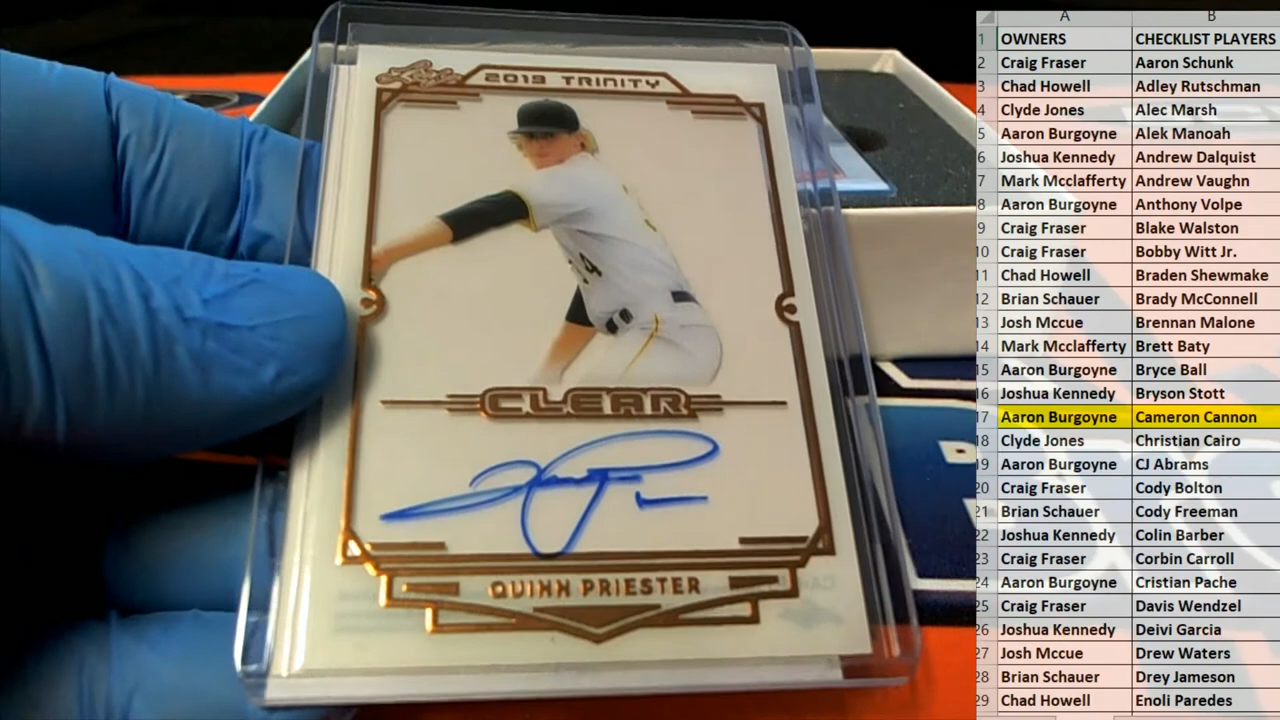 Leaf
2019 TRINITY
CLEAR
QUINN PRIESTER
A B
1 OWNERS CHECKLIST PLAYERS
2 Craig Fraser Aaron Schunk
3 Chad Howell Adley Rutschman
4 Clyde Jones Alec Marsh
5 Aaron Burgoyne Alek Manoah
6 Joshua Kennedy Andrew Dalquist
7 Mark Mcclafferty Andrew Vaughn
8 Aaron Burgoyne Anthony Volpe
9 Craig Fraser Blake Walston
10 Craig Fraser Bobby Witt Jr.
11 Chad Howell Braden Shewmake
12 Brian Schauer Brady McConnell
13 Josh Mccue Brennan Malone
14 Mark Mcclafferty Brett Baty
15 Aaron Burgoyne Bryce Ball
16 Joshua Kennedy Bryson Stott
17 Aaron Burgoyne Cameron Cannon
18 Clyde Jones Christian Cairo
19 Aaron Burgoyne CJ Abrams
20 Craig Fraser Cody Bolton
21 Brian Schauer Cody Freeman
22 Joshua Kennedy Colin Barber
23 Craig Fraser Corbin Carroll
24 Aaron Burgoyne Cristian Pache
25 Craig Fraser Davis Wendzel
26 Joshua Kennedy Deivi Garcia
27 Josh Mccue Drew Waters
28 Brian Schauer Drey Jameson
29 Chad Howell Enoli Paredes